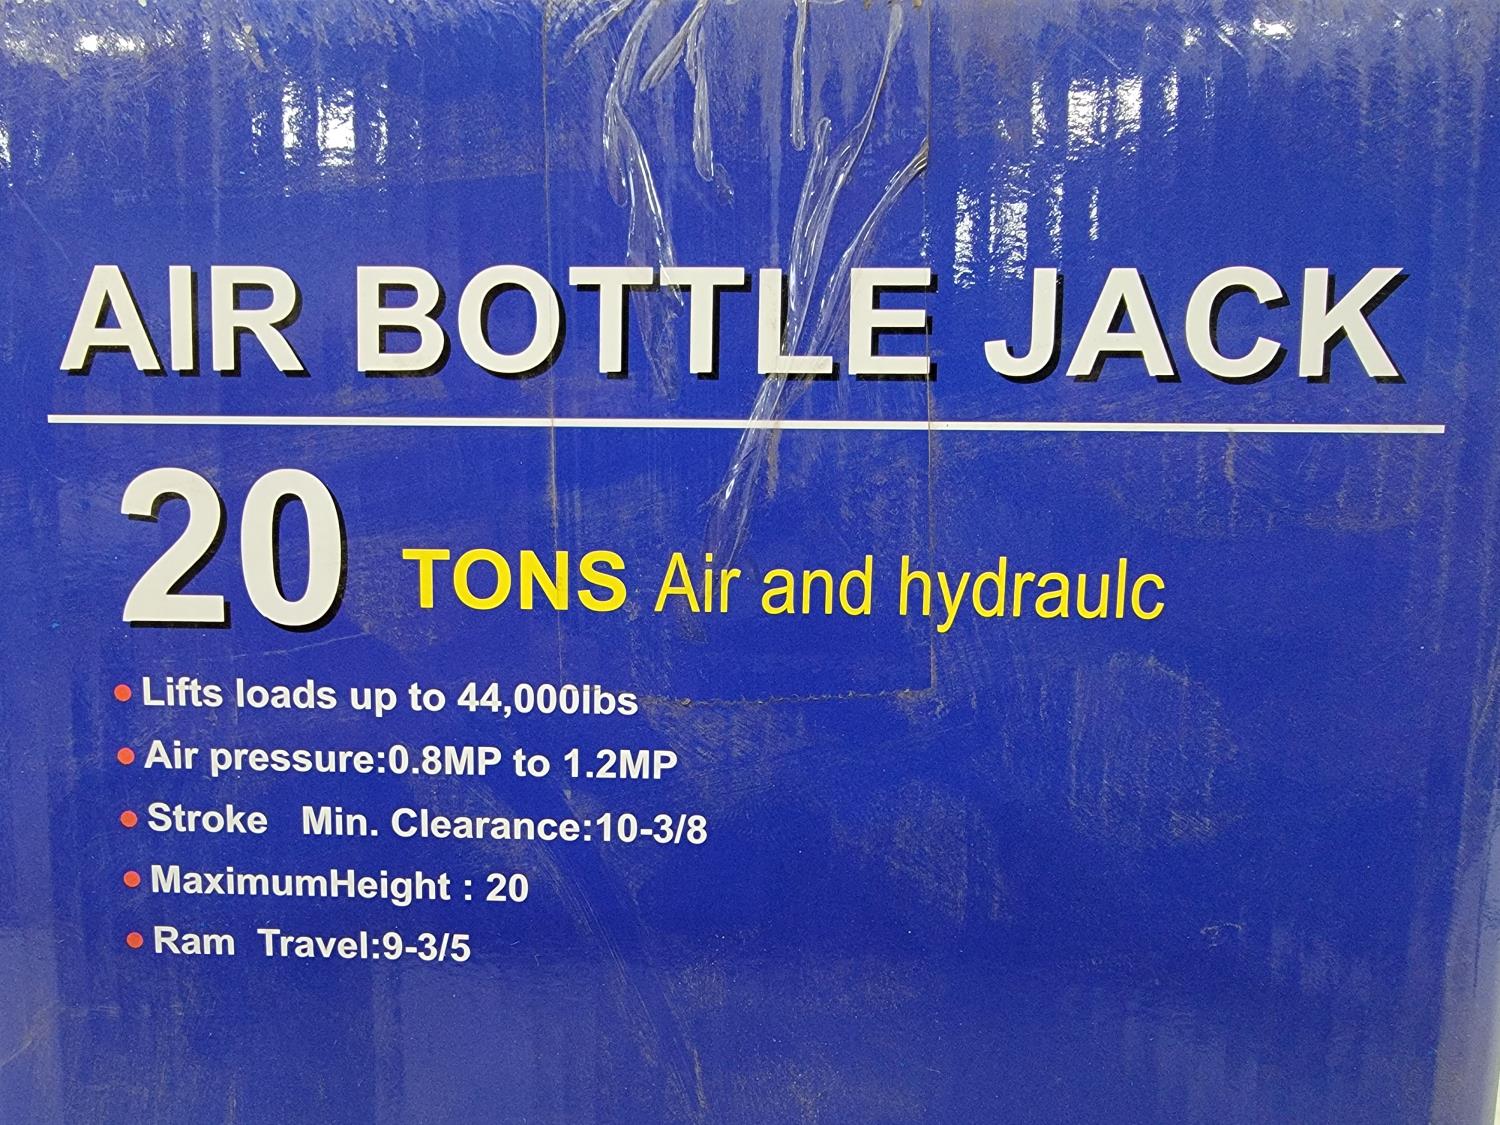 AIR BOTTLE JACK
20 TONS Air and hydraulc
Lifts loads up to 44,000lbs
Air pressure:0.8MP to 1.2MP
Stroke Min. Clearance:10-3/8
MaximumHeight : 20
Ram Travel:9-3/5